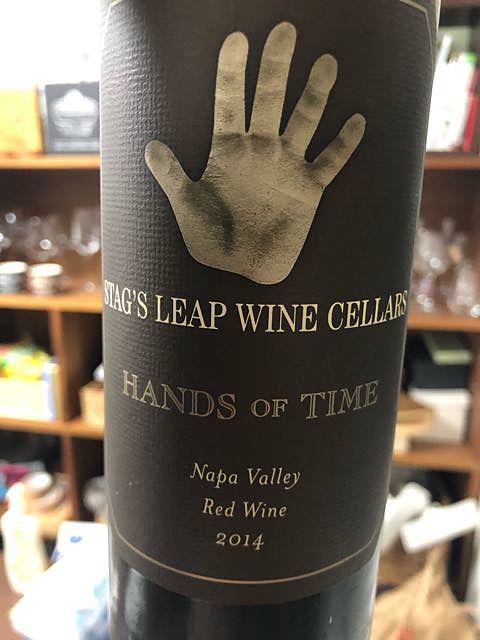 STAG'S LEAP WINE CELLARS
HANDS OF TIME
Napa Valley
Red Wine
2014